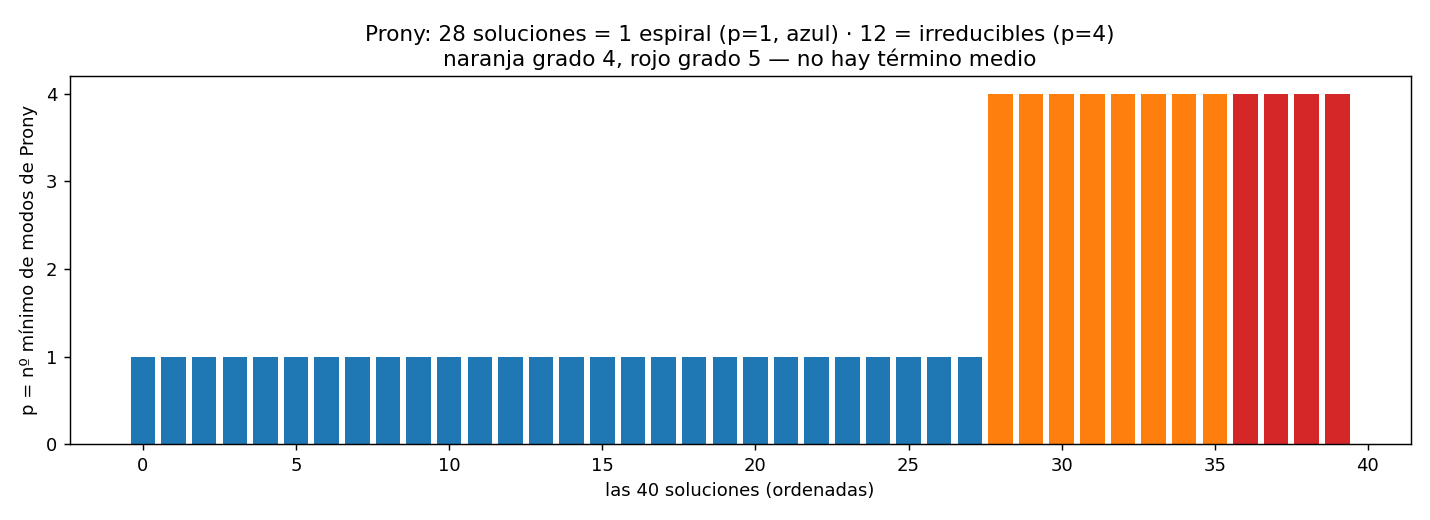 Prony: 28 soluciones = 1 espiral (p=1, azul) · 12 = irreducibles (p=4)
naranja grado 4, rojo grado 5 — no hay término medio
p = nº mínimo de modos de Prony
4
3
2
1
0
0 5 10 15 20 25 30 35 40
las 40 soluciones (ordenadas)